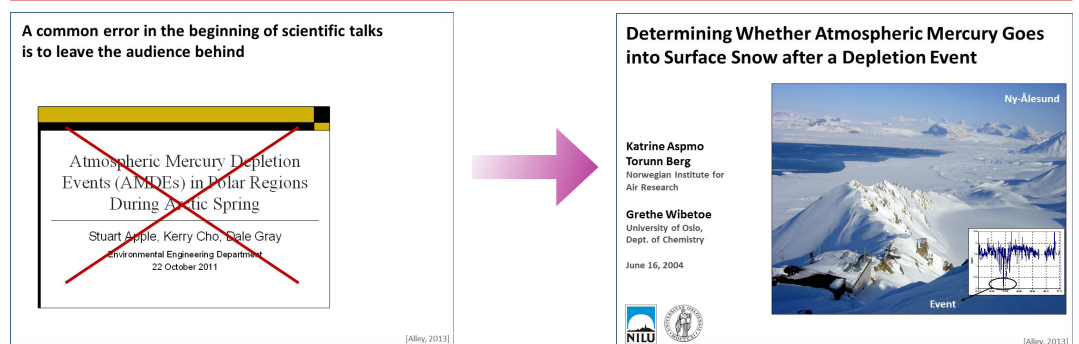 A common error in the beginning of scientific talks
is to leave the audience behind
Atmospheric Mercury Depletion
Events (AMDEs) in Polar Regions
During Arctic Spring
Stuart Apple, Kerry Cho, Dale Gray
Environmental Engineering Department
22 October 2011
[Alley, 2013]
Determining Whether Atmospheric Mercury Goes
into Surface Snow after a Depletion Event
Ny-Ålesund
Katrine Aspmo
Torunn Berg
Norwegian Institute for
Air Research
Grethe Wibetoe
University of Oslo,
Dept. of Chemistry
June 16, 2004
Event
NILU
[Alley, 2013]